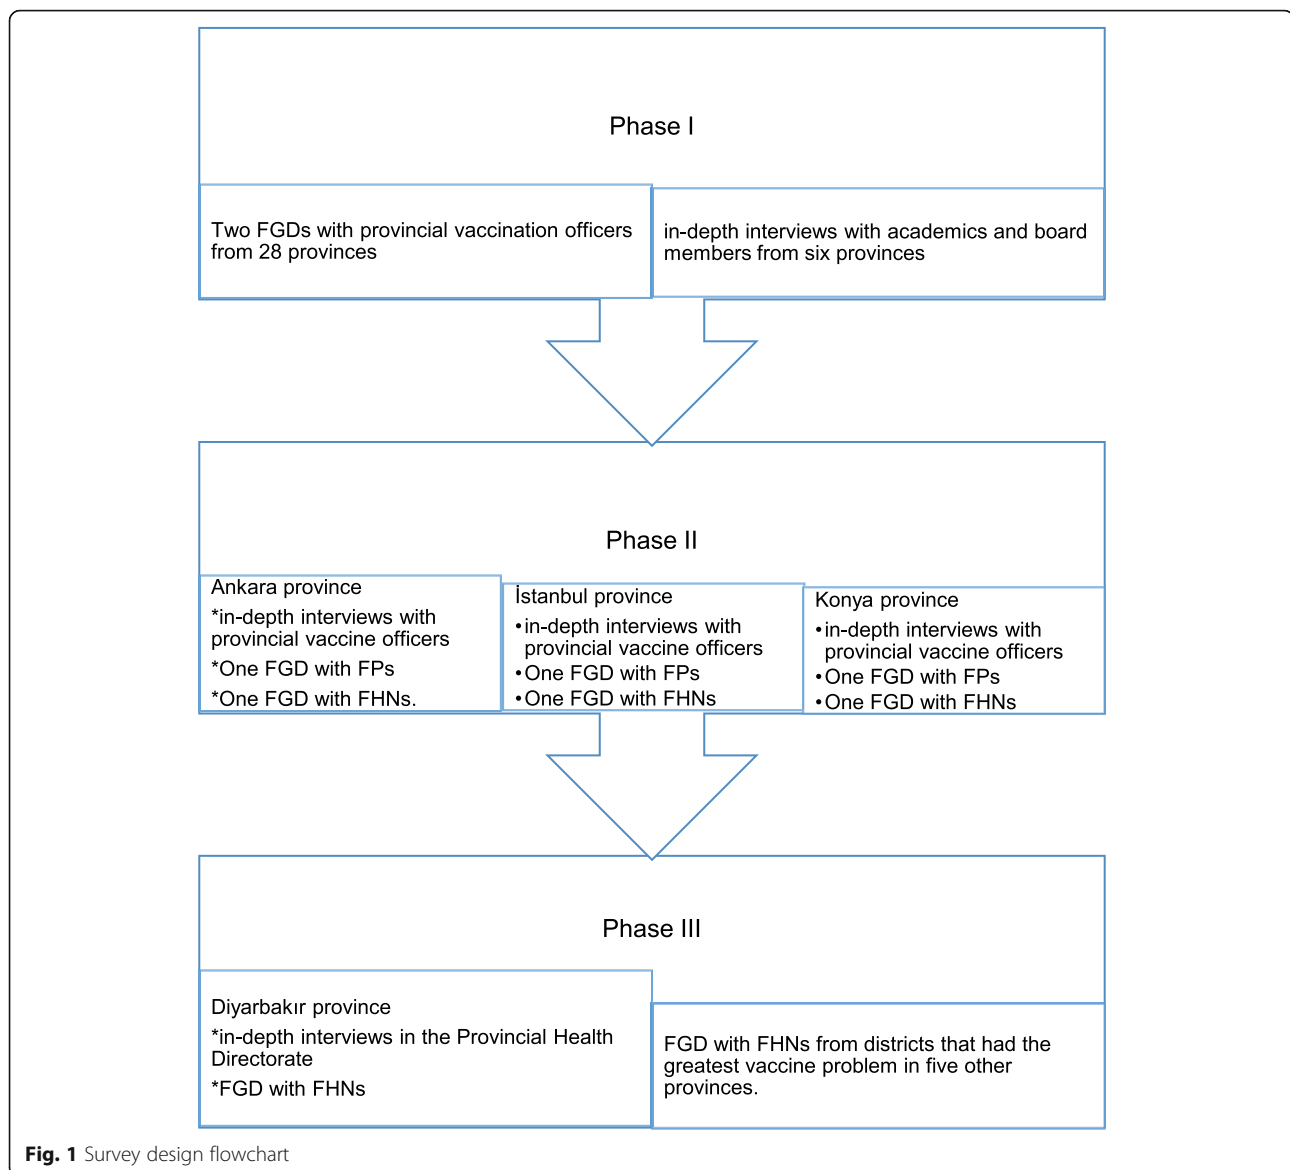 Phase I
Two FGDs with provincial vaccination officers
from 28 provinces
in-depth interviews with academics and board
members from six provinces
Phase II
Ankara province
*in-depth interviews with
provincial vaccine officers
*One FGD with FPs
*One FGD with FHNs.
İstanbul province
•in-depth interviews with
provincial vaccine officers
•One FGD with FPs
•One FGD with FHNs
Konya province
•in-depth interviews with
provincial vaccine officers
•One FGD with FPs
•One FGD with FHNs
Phase III
Diyarbakır province
*in-depth interviews in the Provincial Health
Directorate
*FGD with FHNs
FGD with FHNs from districts that had the
greatest vaccine problem in five other
provinces.
Fig. 1 Survey design flowchart